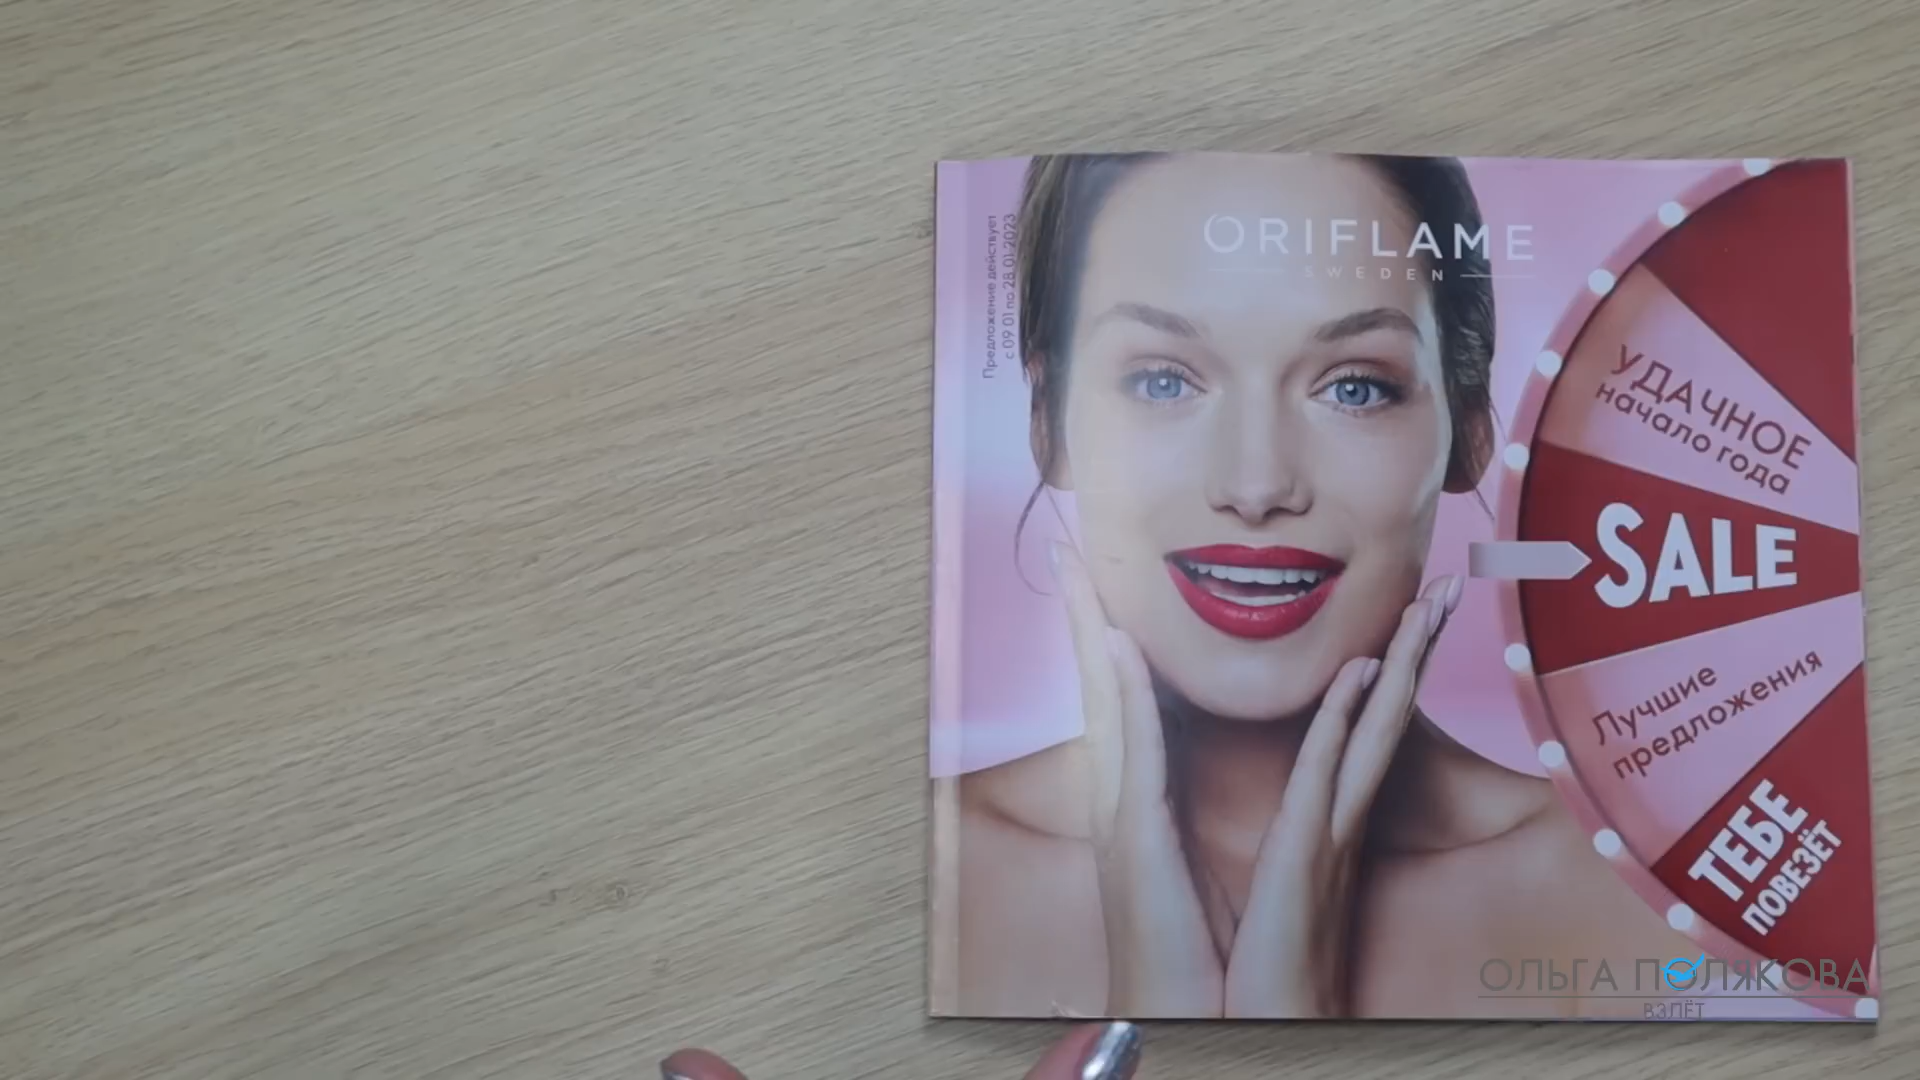 Предложение действует
с 09 01 по 28 01 2023
ORIFLAME
SWEDEN
УДАЧНОЕ
начало года
SALE
Лучшие
предложения
ТЕБЕ
ПОВЕЗЁТ
ОЛЬГА ПОЛЯКОВА
ВЗЛЁТ